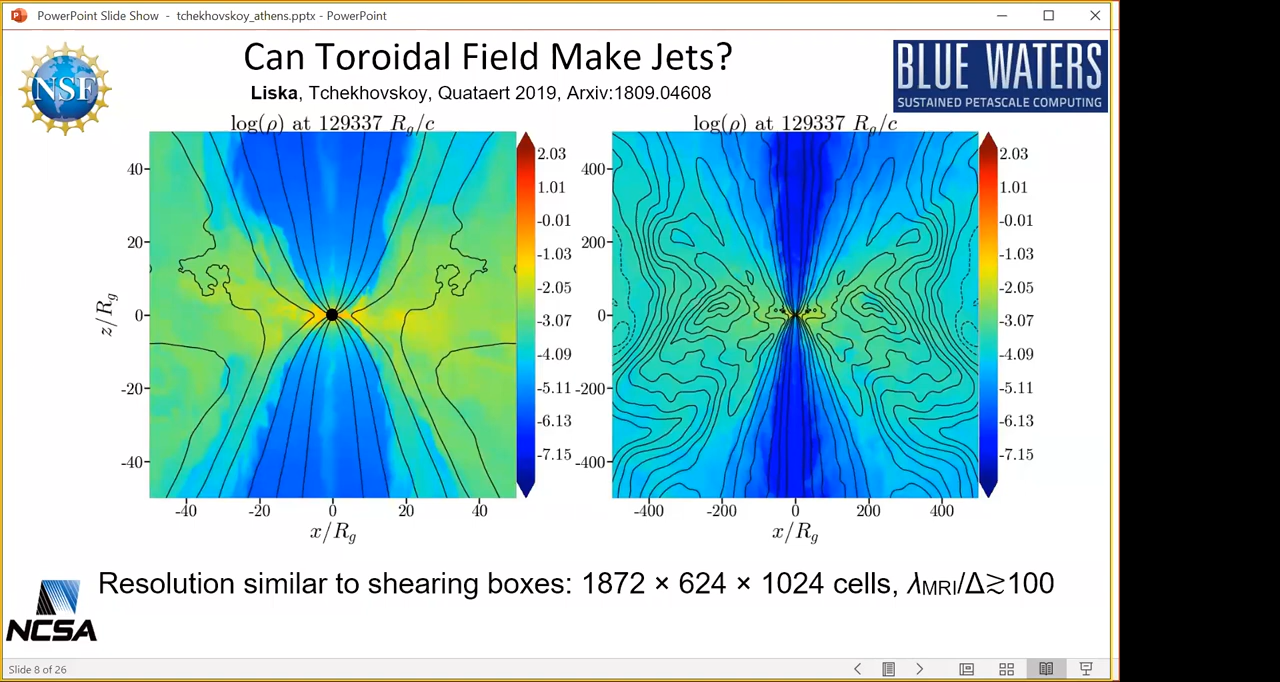 PowerPoint Slide Show - tchekhovskoy_athens.pptx - PowerPoint
NSF
Can Toroidal Field Make Jets?
Liska, Tchekhovskoy, Quataert 2019, Arxiv:1809.04608
BLUE WATERS
SUSTAINED PETASCALE COMPUTING
log(ρ) at 129337 R_g/c
40
20
0
-20
-40
z/R_g
-40 -20 0 20 40
x/R_g
2.03
1.01
-0.01
-1.03
-2.05
-3.07
-4.09
-5.11
-6.13
-7.15
log(ρ) at 129337 R_g/c
400
200
0
-200
-400
-400 -200 0 200 400
x/R_g
2.03
1.01
-0.01
-1.03
-2.05
-3.07
-4.09
-5.11
-6.13
-7.15
Resolution similar to shearing boxes: 1872 × 624 × 1024 cells, λMRI/Δ≳100
NCSA
Slide 8 of 26